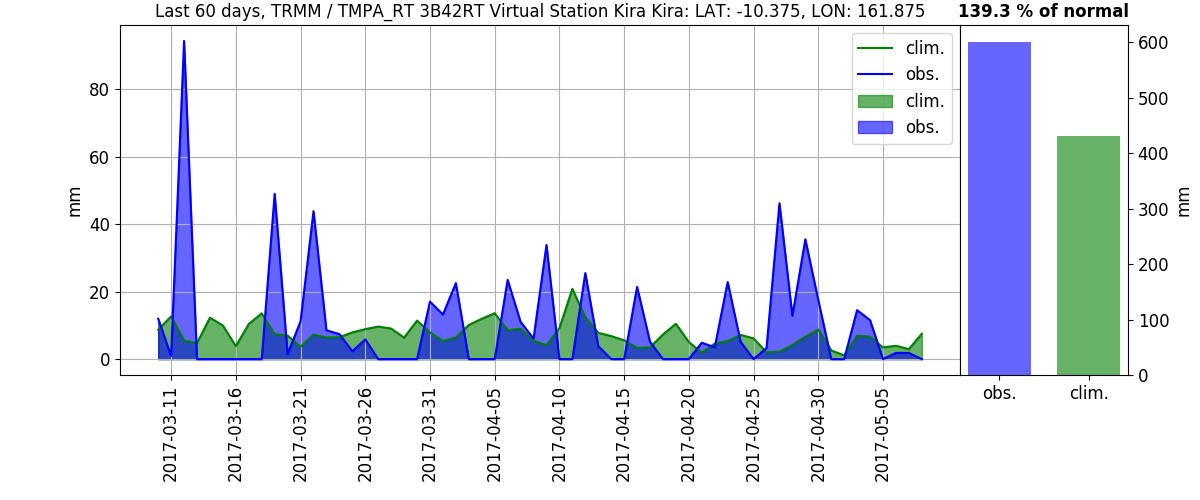 Last 60 days, TRMM / TMPA_RT 3B42RT Virtual Station Kira Kira: LAT: -10.375, LON: 161.875
139.3 % of normal
clim.
obs.
clim.
obs.
mm
80
60
40
20
0
2017-03-11
2017-03-16
2017-03-21
2017-03-26
2017-03-31
2017-04-05
2017-04-10
2017-04-15
2017-04-20
2017-04-25
2017-04-30
2017-05-05
600
500
400
300
200
100
0
mm
obs.
clim.